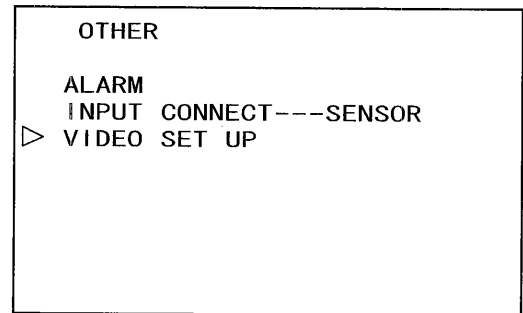 OTHER
ALARM
INPUT CONNECT---SENSOR
▷ VIDEO SET UP